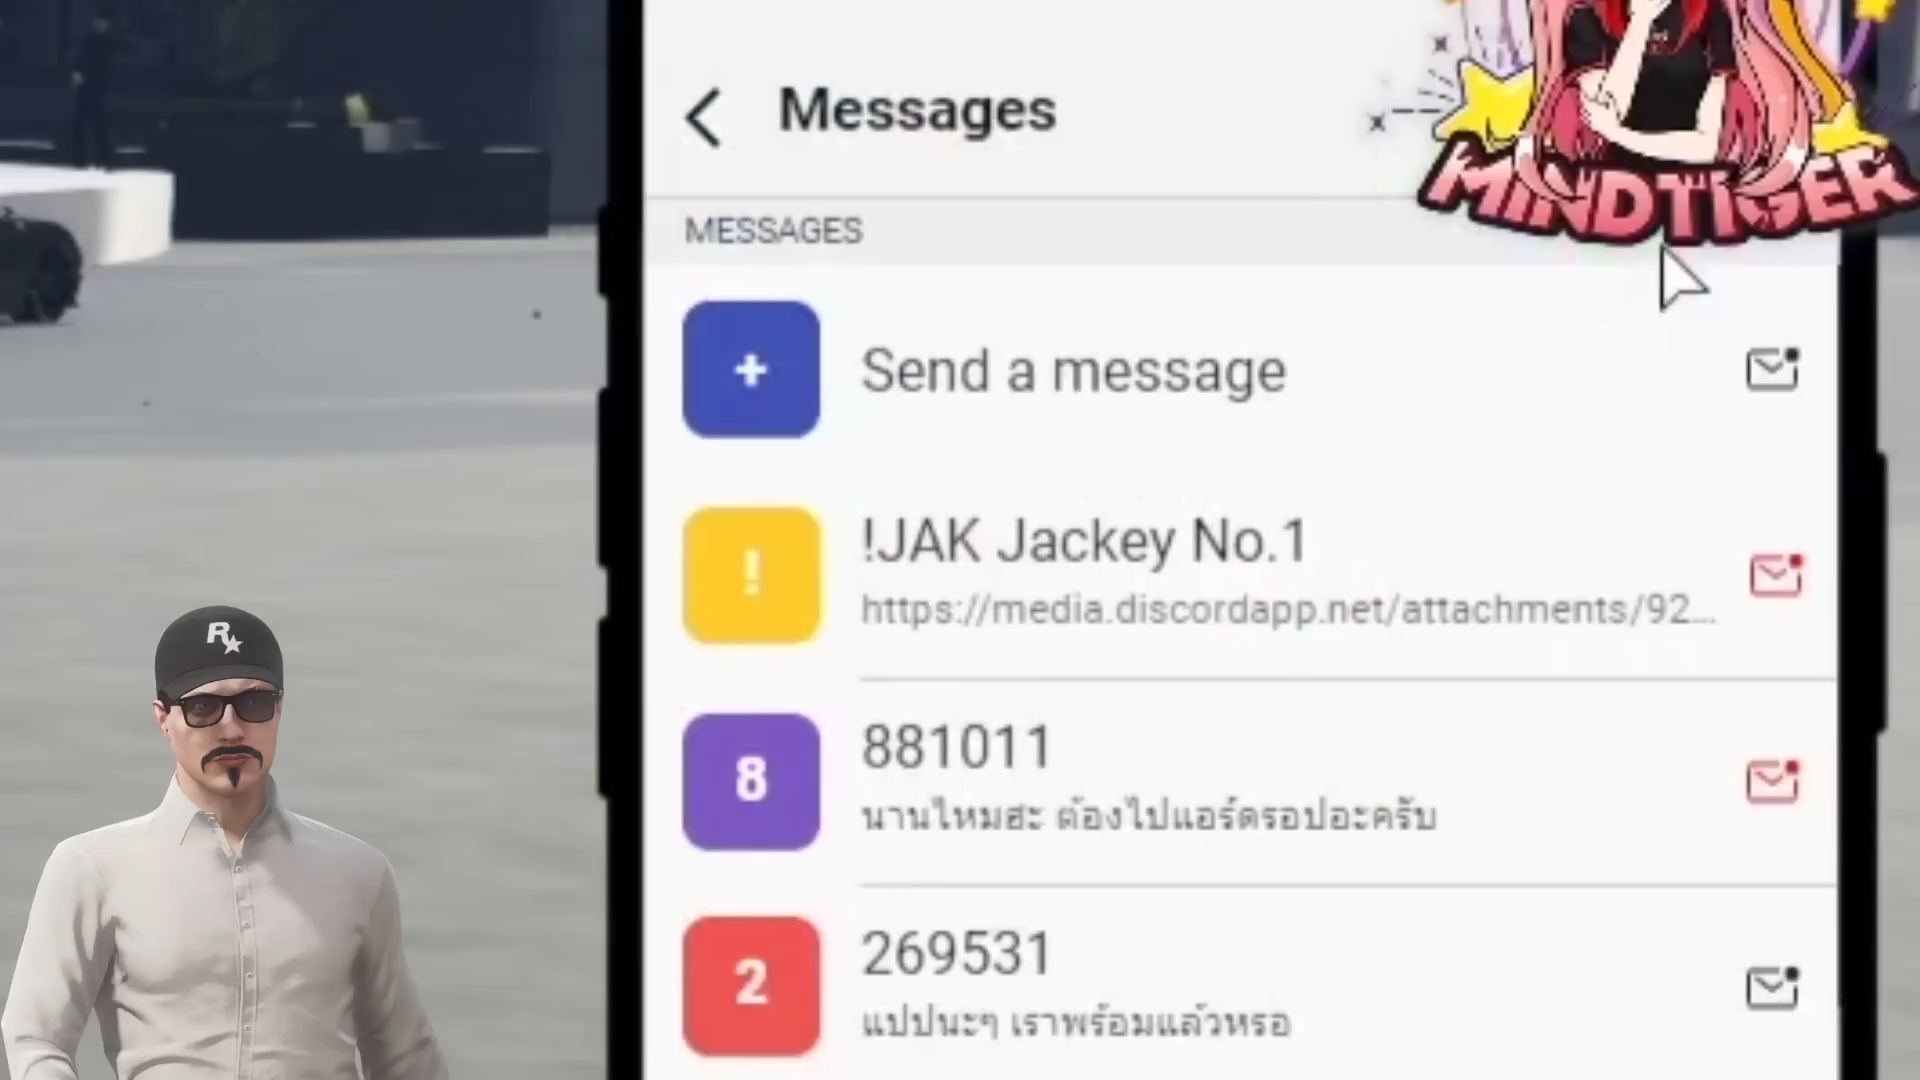 Messages
MINDTIGER
MESSAGES
+
Send a message
!
!JAK Jackey No.1
https://media.discordapp.net/attachments/92...
8
881011
นานไหมฮะ ต้องไปแอร์ดรอปอะครับ
2
269531
แปปนะๆ เราพร้อมแล้วหรอ
R★